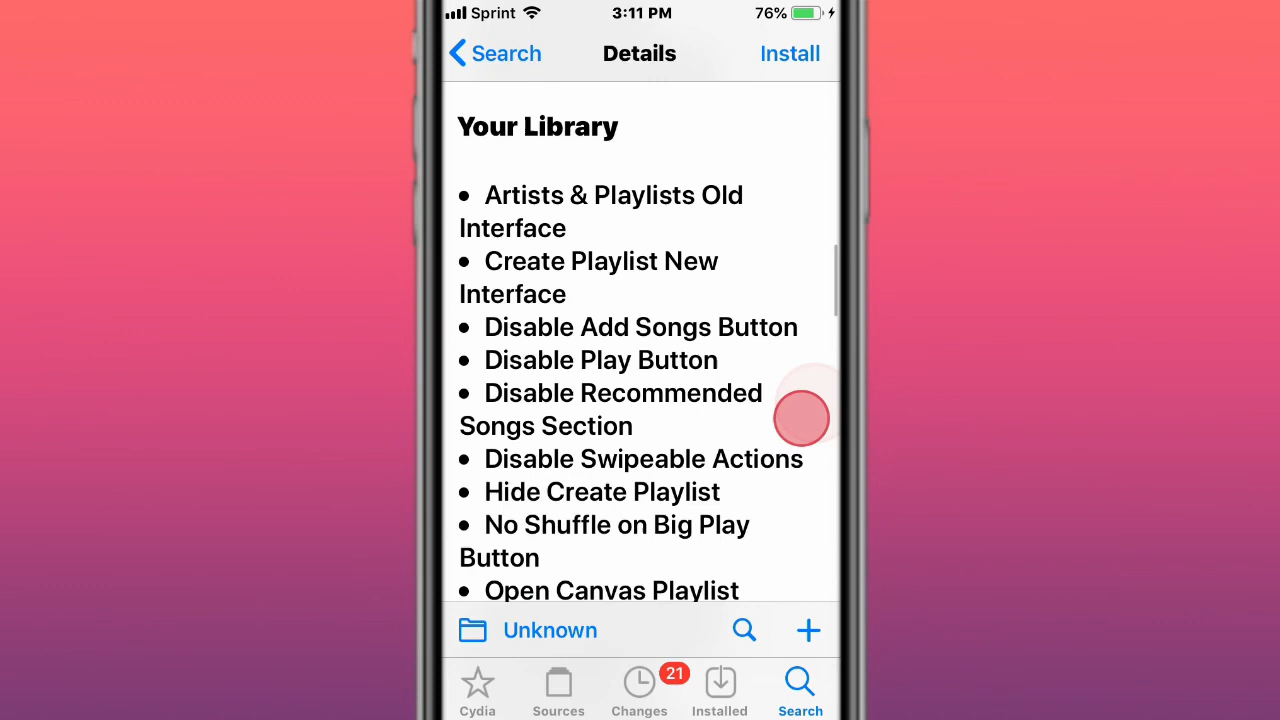 Sprint 3:11 PM 76%
Search Details Install
Your Library
• Artists & Playlists Old
Interface
• Create Playlist New
Interface
• Disable Add Songs Button
• Disable Play Button
• Disable Recommended
Songs Section
• Disable Swipeable Actions
• Hide Create Playlist
• No Shuffle on Big Play
Button
• Open Canvas Playlist
Unknown
21
Cydia Sources Changes Installed Search